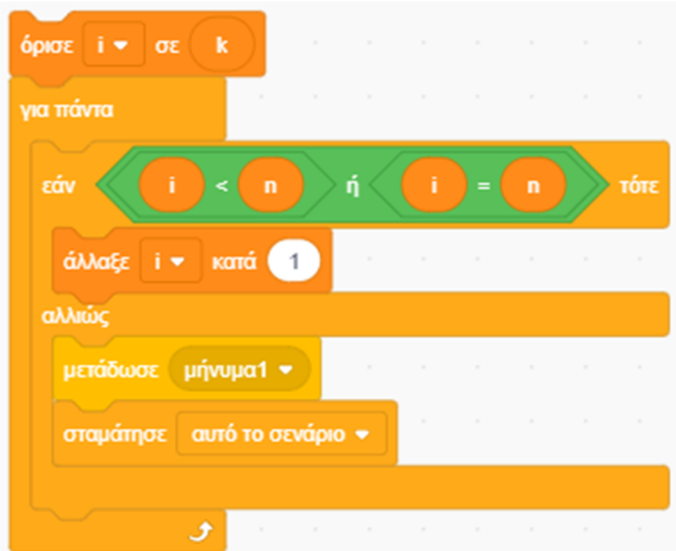 όρισε i σε k
για πάντα
εάν i < n ή i = n τότε
άλλαξε i κατά 1
αλλιώς
μετάδωσε μήνυμα1
σταμάτησε αυτό το σενάριο